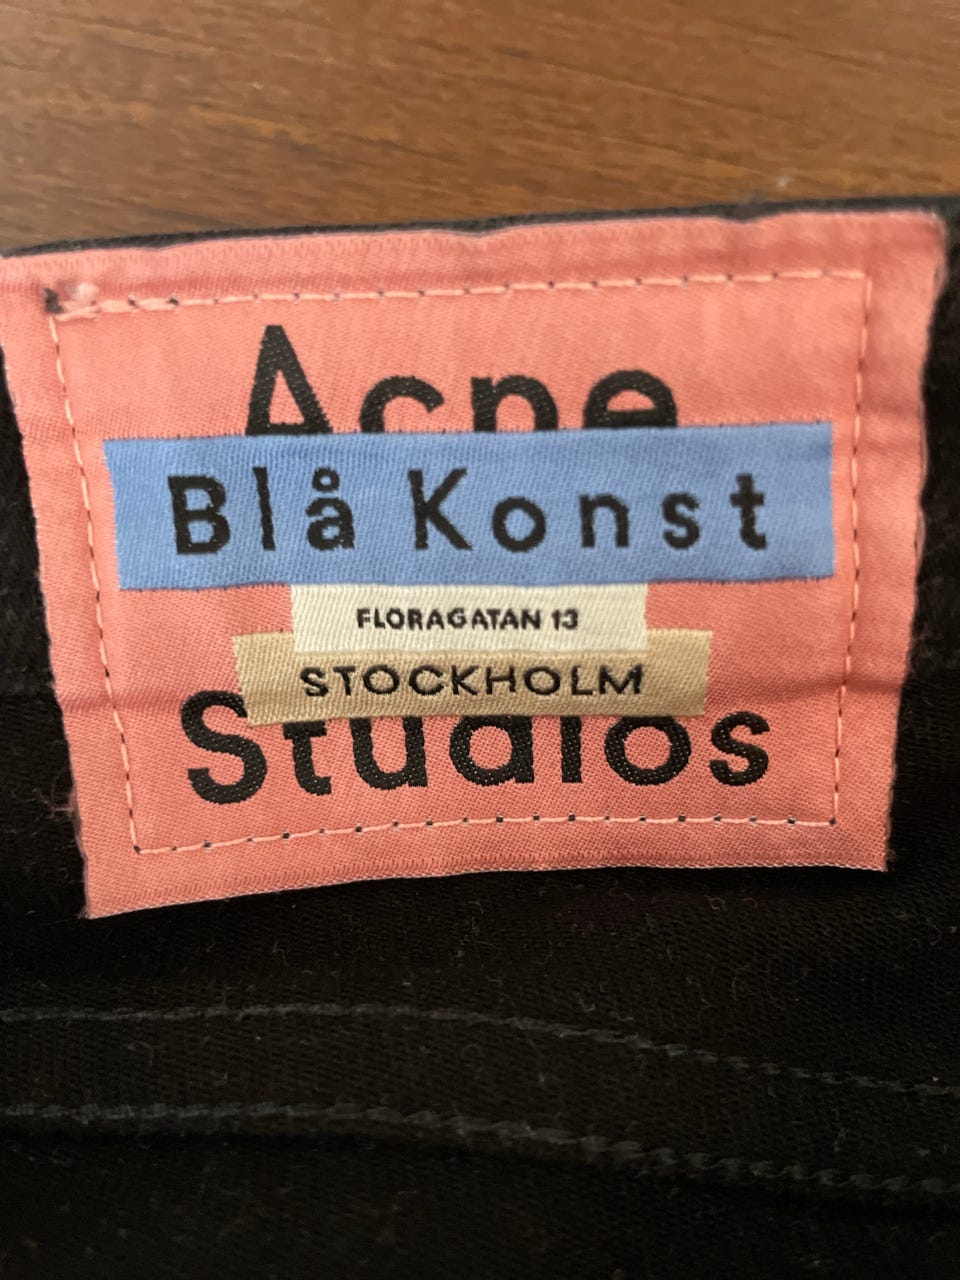 Acne
Blå Konst
FLORAGATAN 13
STOCKHOLM
Studios